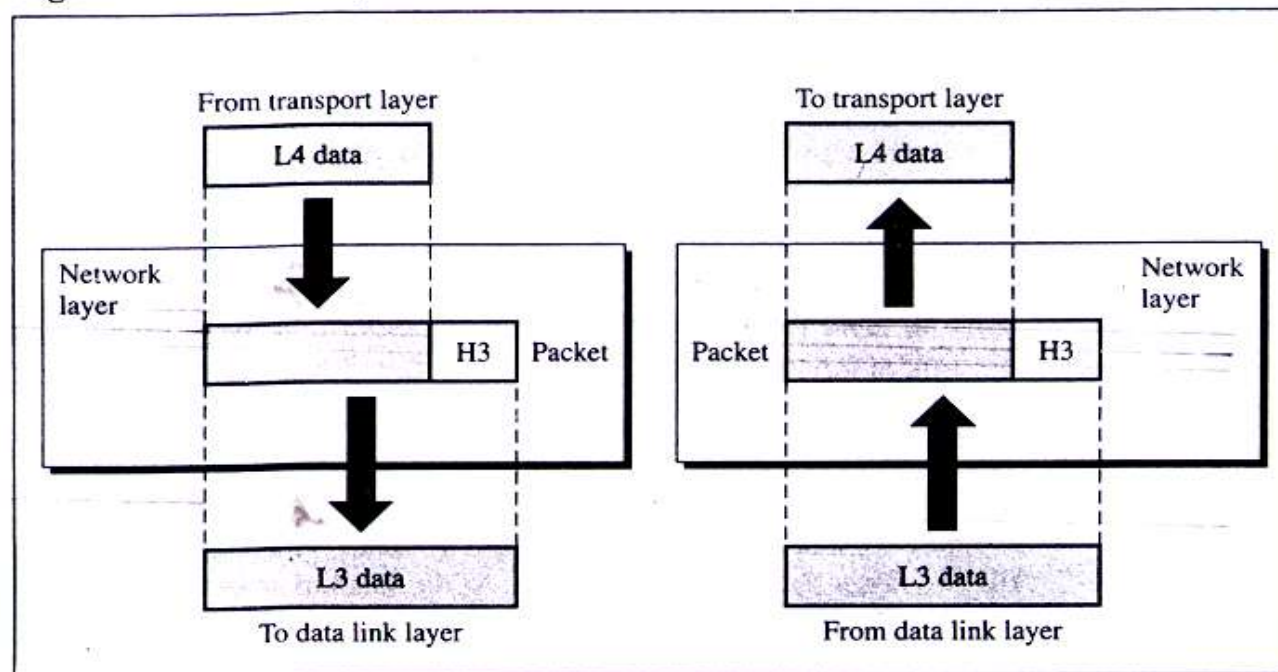 From transport layer
L4 data
Network
layer
H3
Packet
L3 data
To data link layer
To transport layer
L4 data
Network
layer
Packet
H3
L3 data
From data link layer